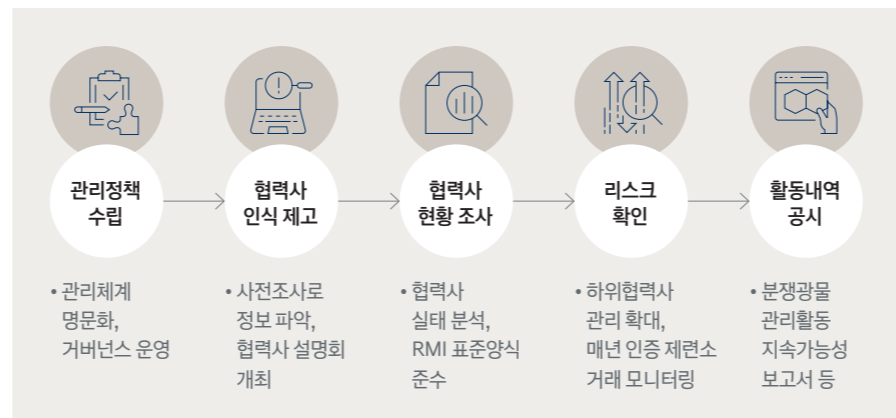 관리정책
수립
협력사
인식 제고
협력사
현황 조사
리스크
확인
활동내역
공시
• 관리체계
명문화,
거버넌스 운영
• 사전조사로
정보 파악,
협력사 설명회
개최
• 협력사
실태 분석,
RMI 표준양식
준수
• 하위협력사
관리 확대,
매년 인증 제련소
거래 모니터링
• 분쟁광물
관리활동
지속가능성
보고서 등